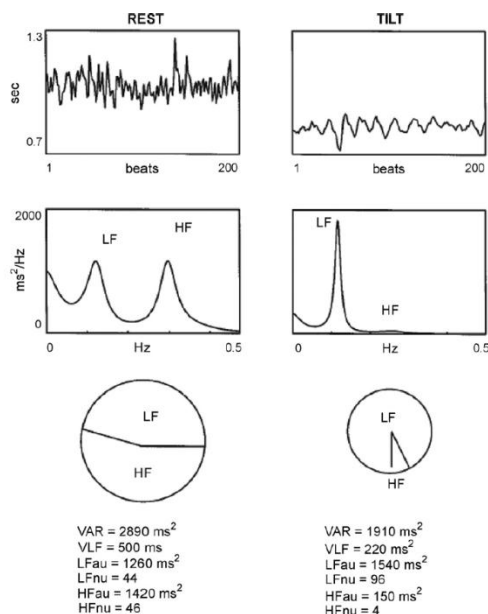 REST
TILT
1.3
sec
0.7
1
beats
200
1
beats
200
2000
ms²/Hz
0
LF
HF
0
Hz
0.5
LF
HF
0
Hz
0.5
LF
HF
LF
HF
VAR = 2890 ms²
VLF = 500 ms
LFau = 1260 ms²
LFnu = 44
HFau = 1420 ms²
HFnu = 46
VAR = 1910 ms²
VLF = 220 ms²
LFau = 1540 ms²
LFnu = 96
HFau = 150 ms²
HFnu = 4